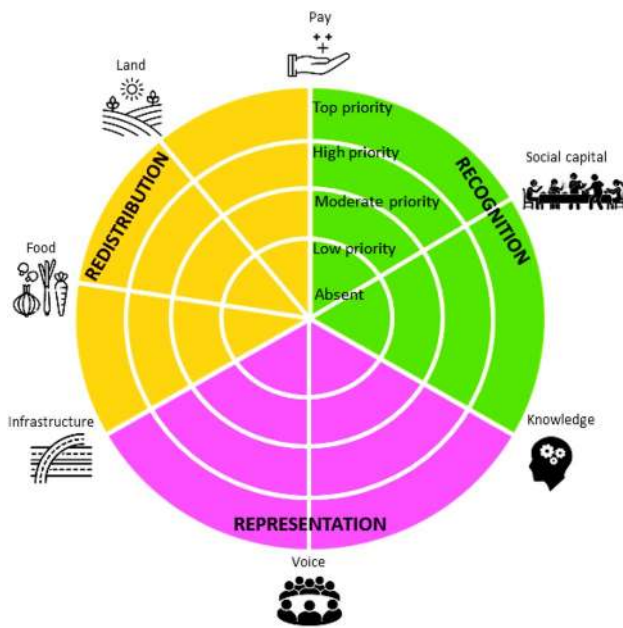 Pay
Land
Top priority
High priority
RECOGNITION
Social capital
REDISTRIBUTION
Moderate priority
Food
Low priority
Absent
Infrastructure
Knowledge
REPRESENTATION
Voice